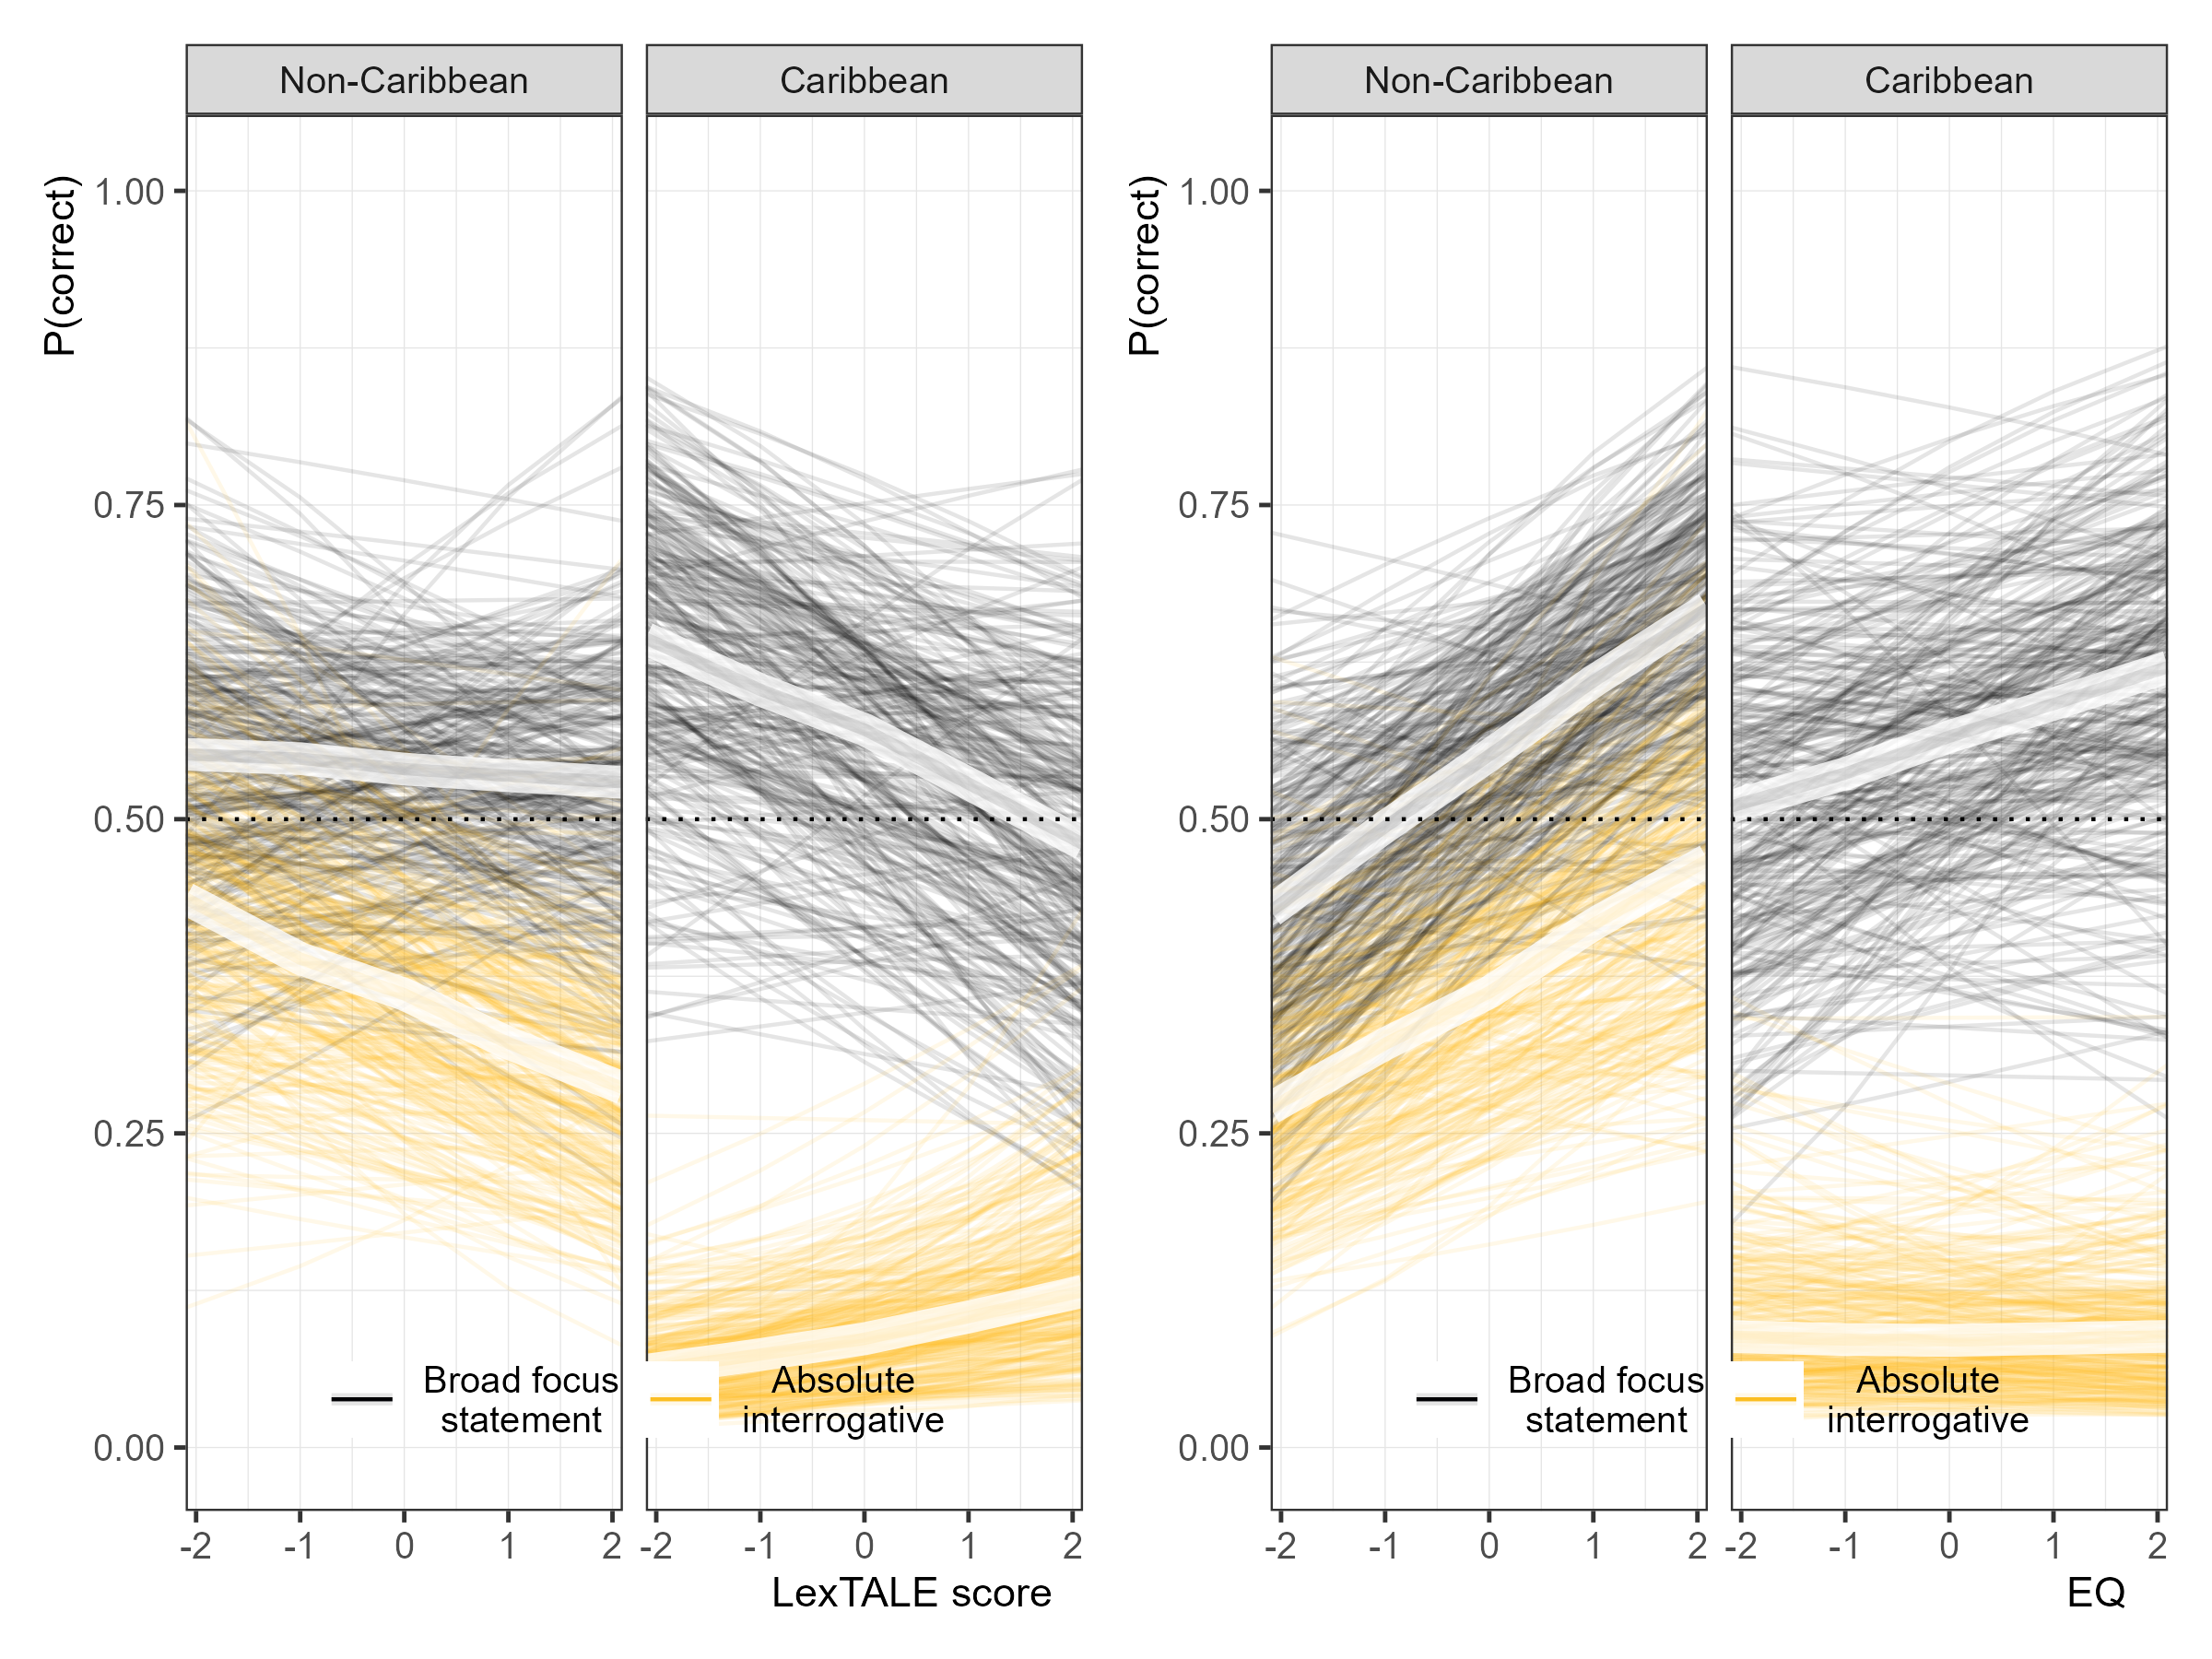 Non-Caribbean
Caribbean
Non-Caribbean
Caribbean
P(correct)
1.00
0.75
0.50
0.25
0.00
P(correct)
1.00
0.75
0.50
0.25
0.00
Broad focus
statement
Absolute
interrogative
Broad focus
statement
Absolute
interrogative
-2 -1 0 1 2
-2 -1 0 1 2
-2 -1 0 1 2
-2 -1 0 1 2
LexTALE score
EQ